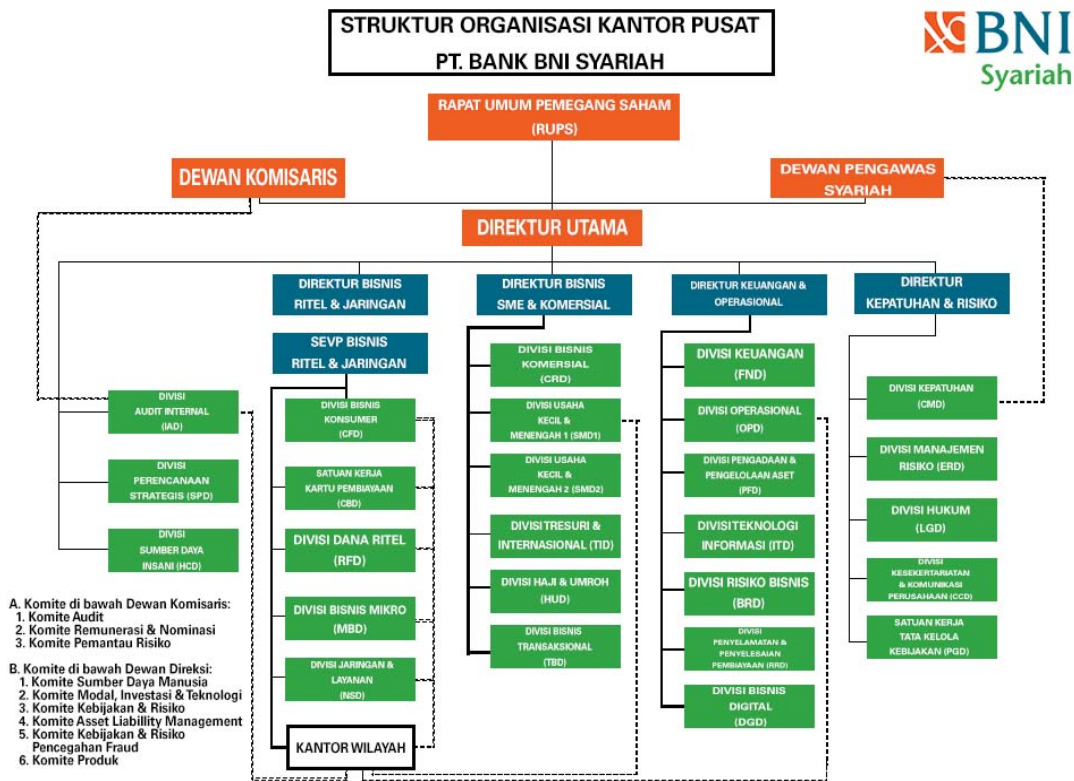 STRUKTUR ORGANISASI KANTOR PUSAT
PT. BANK BNI SYARIAH
BNI
Syariah
RAPAT UMUM PEMEGANG SAHAM
(RUPS)
DEWAN KOMISARIS
DEWAN PENGAWAS
SYARIAH
DIREKTUR UTAMA
DIREKTUR BISNIS
RITEL & JARINGAN
DIREKTUR BISNIS
SME & KOMERSIAL
DIREKTUR KEUANGAN &
OPERASIONAL
DIREKTUR
KEPATUHAN & RISIKO
SEVP BISNIS
RITEL & JARINGAN
DIVISI
AUDIT INTERNAL
(IAD)
DIVISI
PERENCANAAN
STRATEGIS (SPD)
DIVISI
SUMBER DAYA
INSANI (HCD)
DIVISI BISNIS
KONSUMER
(CFD)
SATUAN KERJA
KARTU PEMBIAYAAN
(CBD)
DIVISI DANA RITEL
(RFD)
DIVISI BISNIS MIKRO
(MBD)
DIVISI JARINGAN &
LAYANAN
(NSD)
KANTOR WILAYAH
DIVISI BISNIS
KOMERSIAL
(CRD)
DIVISI USAHA
KECIL &
MENENGAH 1 (SMD1)
DIVISI USAHA
KECIL &
MENENGAH 2 (SMD2)
DIVISI TRESURI &
INTERNASIONAL (TID)
DIVISI HAJI & UMROH
(HUD)
DIVISI BISNIS
TRANSAKSIONAL
(TBD)
DIVISI KEUANGAN
(FND)
DIVISI OPERASIONAL
(OPD)
DIVISI PENGADAAN &
PENGELOLAAN ASET
(PFD)
DIVISI TEKNOLOGI
INFORMASI (ITD)
DIVISI RISIKO BISNIS
(BRD)
DIVISI
PENYELAMATAN &
PENYELESAIAN
PEMBIAYAAN (RRD)
DIVISI BISNIS
DIGITAL
(DGD)
DIVISI KEPATUHAN
(CMD)
DIVISI MANAJEMEN
RISIKO (ERD)
DIVISI HUKUM
(LGD)
DIVISI
KESEKERTARIATAN
& KOMUNIKASI
PERUSAHAAN (CCD)
SATUAN KERJA
TATA KELOLA
KEBIJAKAN (PGD)
A. Komite di bawah Dewan Komisaris:
1. Komite Audit
2. Komite Remunerasi & Nominasi
3. Komite Pemantau Risiko
B. Komite di bawah Dewan Direksi:
1. Komite Sumber Daya Manusia
2. Komite Modal, Investasi & Teknologi
3. Komite Kebijakan & Risiko
4. Komite Asset Liabillity Management
5. Komite Kebijakan & Risiko
Pencegahan Fraud
6. Komite Produk